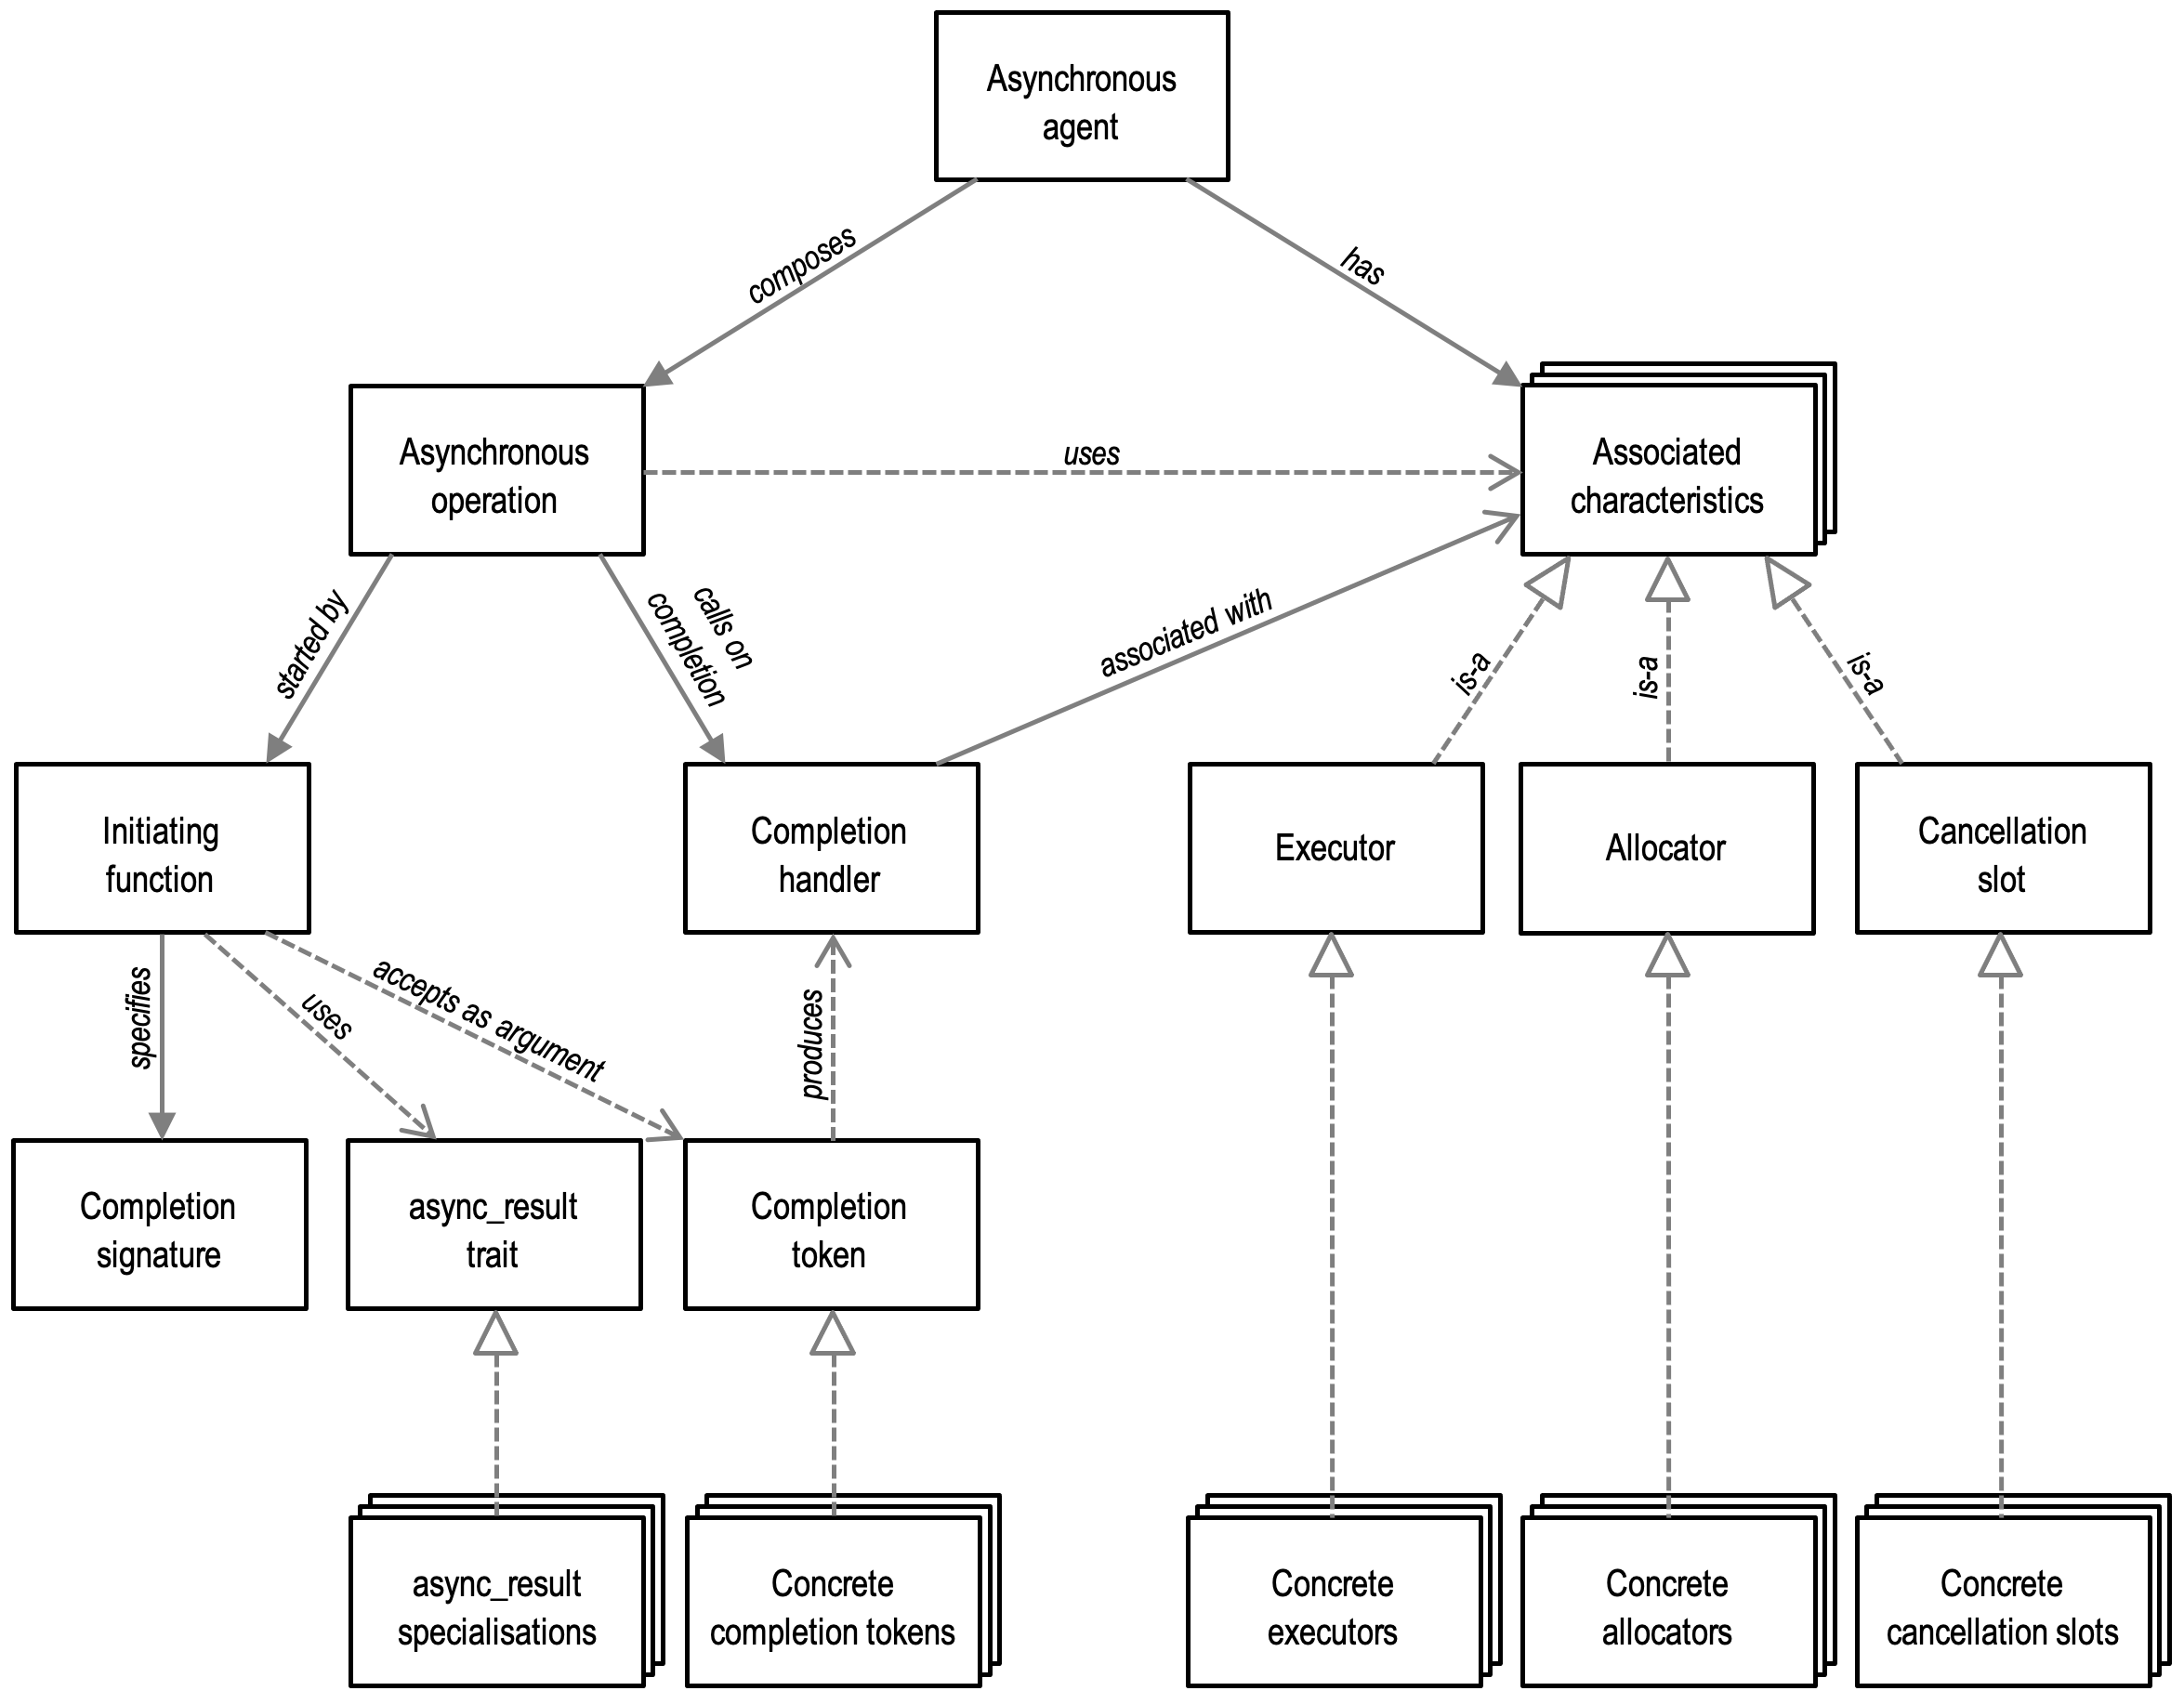 Asynchronous
agent
composes
has
Asynchronous
operation
uses
Associated
characteristics
started by
calls on
completion
associated with
is-a
is-a
is-a
Initiating
function
Completion
handler
Executor
Allocator
Cancellation
slot
specifies
uses
accepts as argument
produces
Completion
signature
async_result
trait
Completion
token
async_result
specialisations
Concrete
completion tokens
Concrete
executors
Concrete
allocators
Concrete
cancellation slots